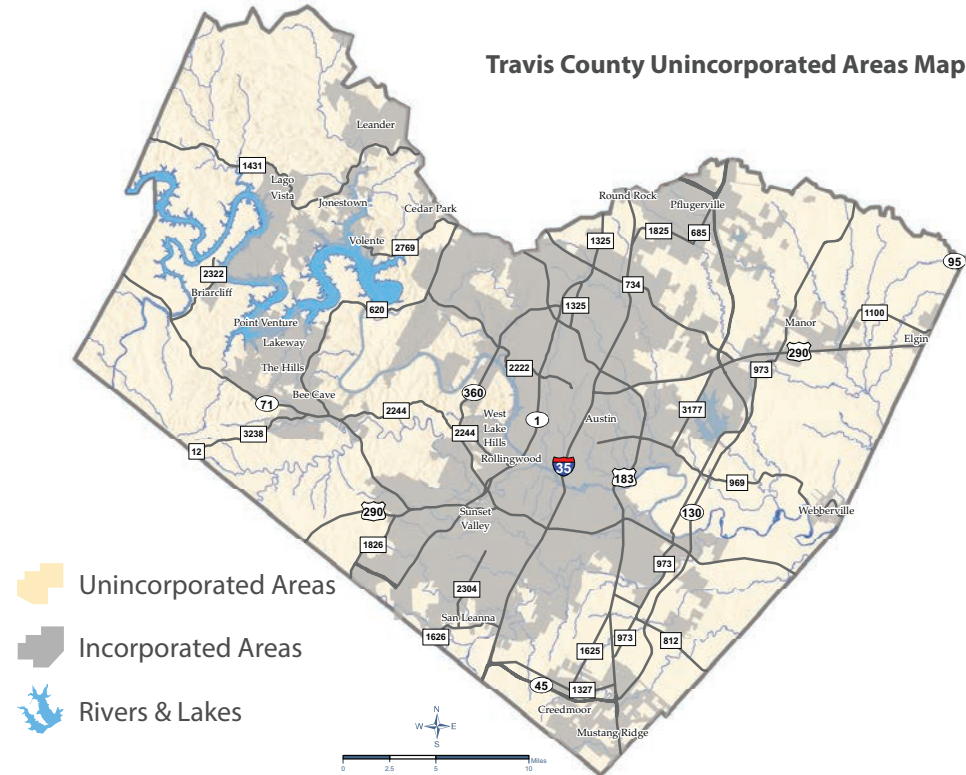 Travis County Unincorporated Areas Map
Leander
1431
Lago
Vista
Jonestown
Cedar Park
Round Rock
Pflugerville
Volente
2769
1325
1825
685
95
2322
Briarcliff
734
620
1325
1100
Point Venture
Manor
Elgin
Lakeway
290
The Hills
2222
973
Bee Cave
360
71
2244
3177
West
Lake
Hills
1
Austin
3238
2244
12
Rollingwood
35
183
969
290
Sunset
Valley
130
Webberville
1826
973
Unincorporated Areas
2304
San Leanna
1626
973
812
Incorporated Areas
1625
45
1327
Creedmoor
Rivers & Lakes
Mustang Ridge
N
W
E
S
Miles
0
2.5
5
10